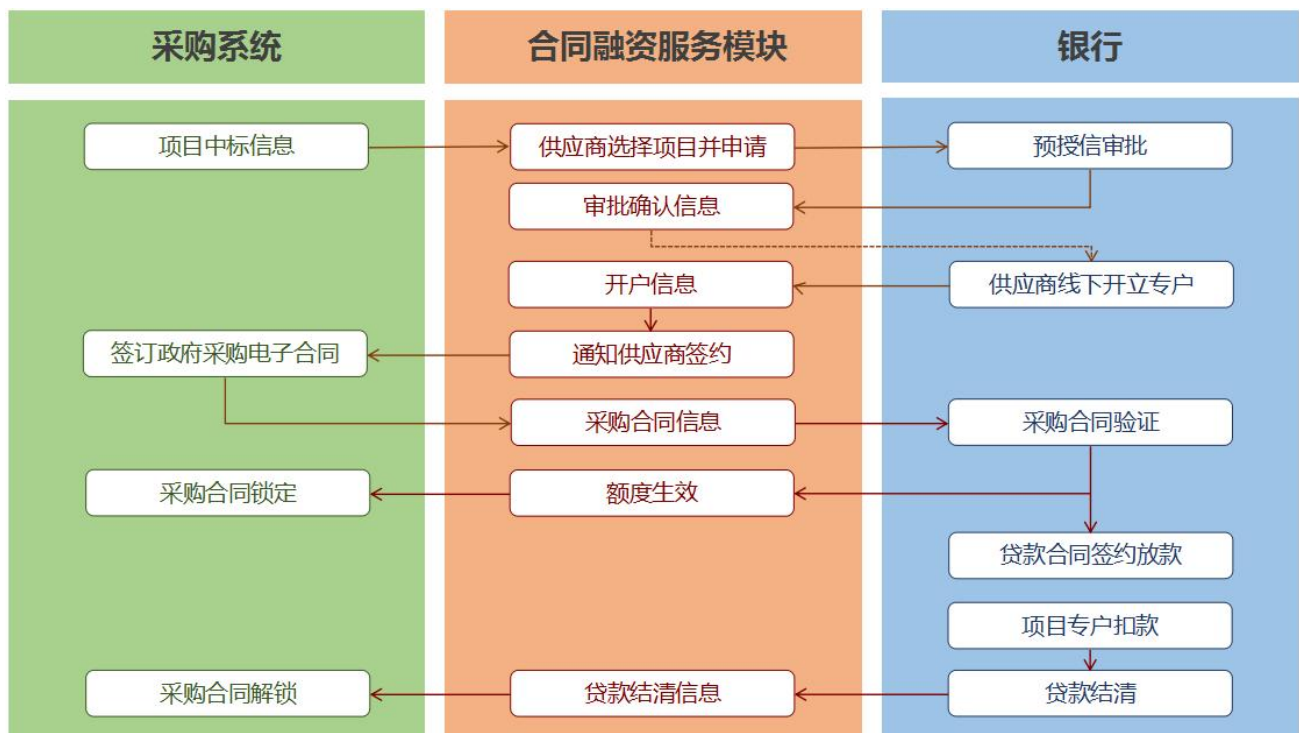 采购系统
合同融资服务模块
银行
项目中标信息
供应商选择项目并申请
预授信审批
审批确认信息
开户信息
供应商线下开立专户
签订政府采购电子合同
通知供应商签约
采购合同信息
采购合同验证
采购合同锁定
额度生效
贷款合同签约放款
项目专户扣款
采购合同解锁
贷款结清信息
贷款结清